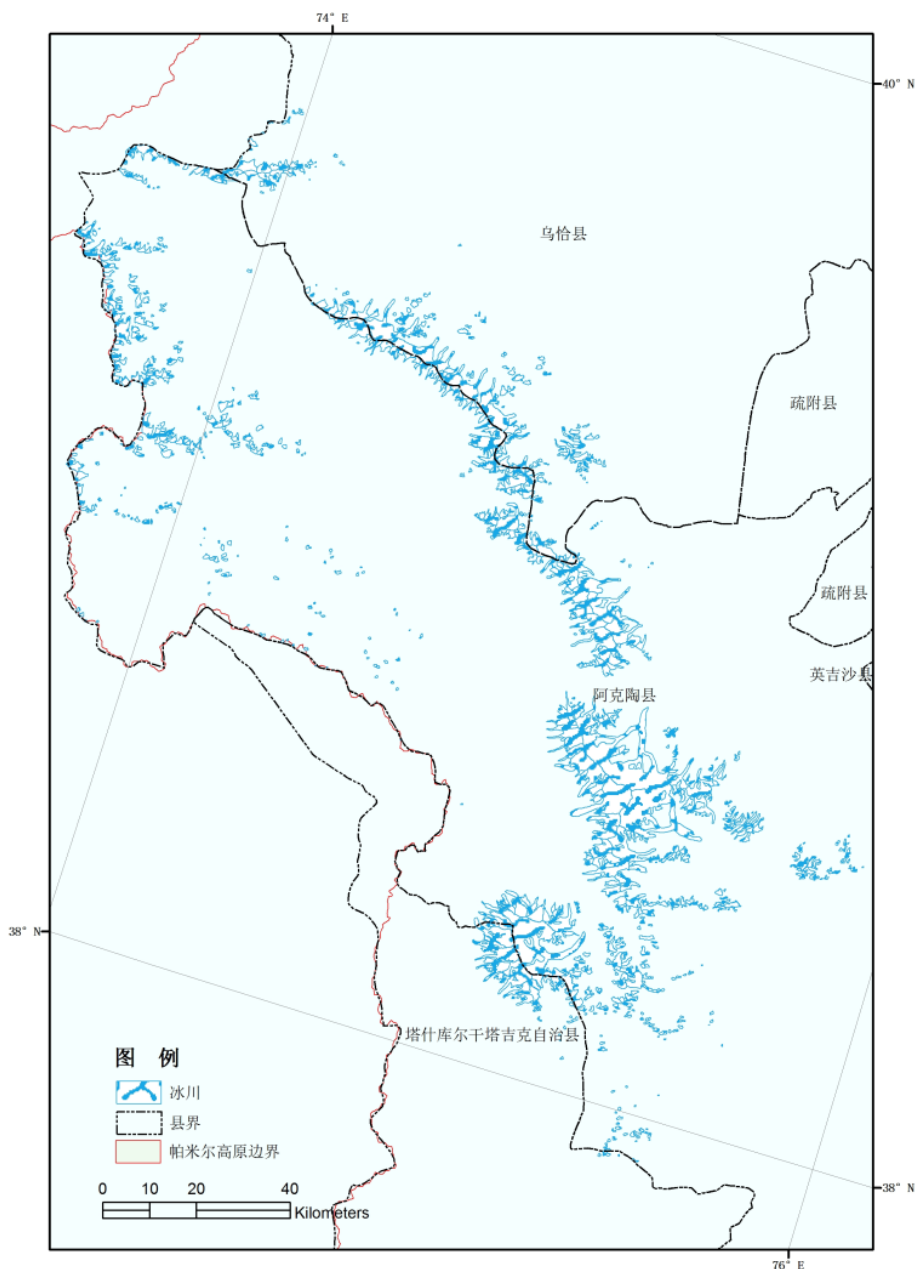 74° E
40° N
乌恰县
疏附县
疏附县
英吉沙县
阿克陶县
38° N
塔什库尔干塔吉克自治县
图 例
冰川
县界
帕米尔高原边界
0 10 20 40
Kilometers
38° N
76° E